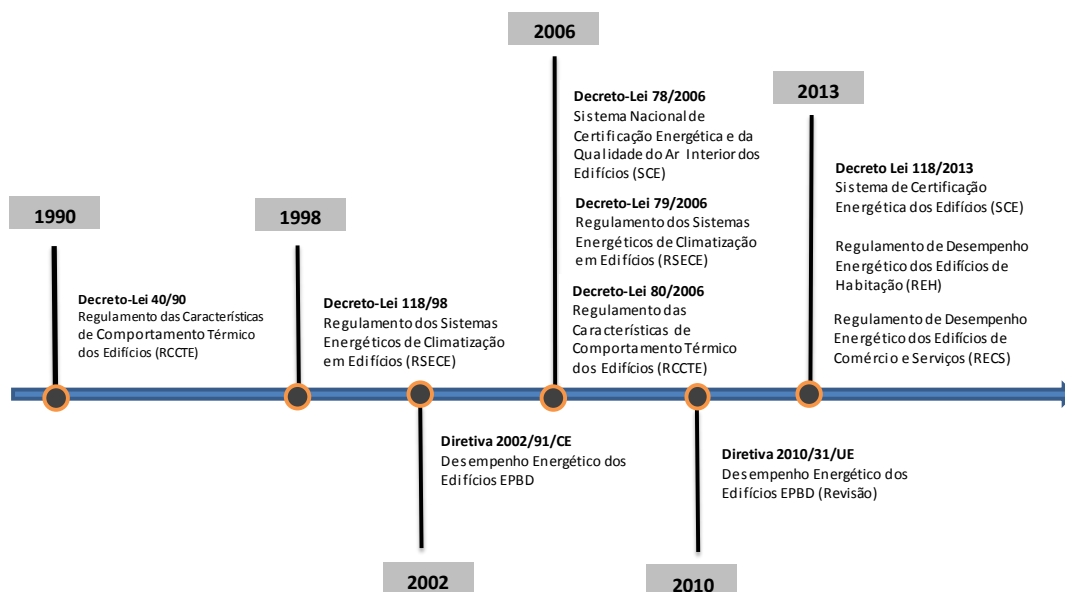 1990
Decreto-Lei 40/90
Regulamento das Características
de Comportamento Térmico
dos Edifícios (RCCTE)
1998
Decreto-Lei 118/98
Regulamento dos Sistemas
Energéticos de Climatização
em Edifícios (RSECE)
Diretiva 2002/91/CE
Desempenho Energético dos
Edifícios EPBD
2002
2006
Decreto-Lei 78/2006
Sistema Nacional de
Certificação Energética e da
Qualidade do Ar Interior dos
Edifícios (SCE)
Decreto-Lei 79/2006
Regulamento dos Sistemas
Energéticos de Climatização
em Edifícios (RSECE)
Decreto-Lei 80/2006
Regulamento das
Características de
Comportamento Térmico
dos Edifícios (RCCTE)
Diretiva 2010/31/UE
Desempenho Energético dos
Edifícios EPBD (Revisão)
2010
2013
Decreto Lei 118/2013
Sistema de Certificação
Energética dos Edifícios (SCE)
Regulamento de Desempenho
Energético dos Edifícios de
Habitação (REH)
Regulamento de Desempenho
Energético dos Edifícios de
Comércio e Serviços (RECS)